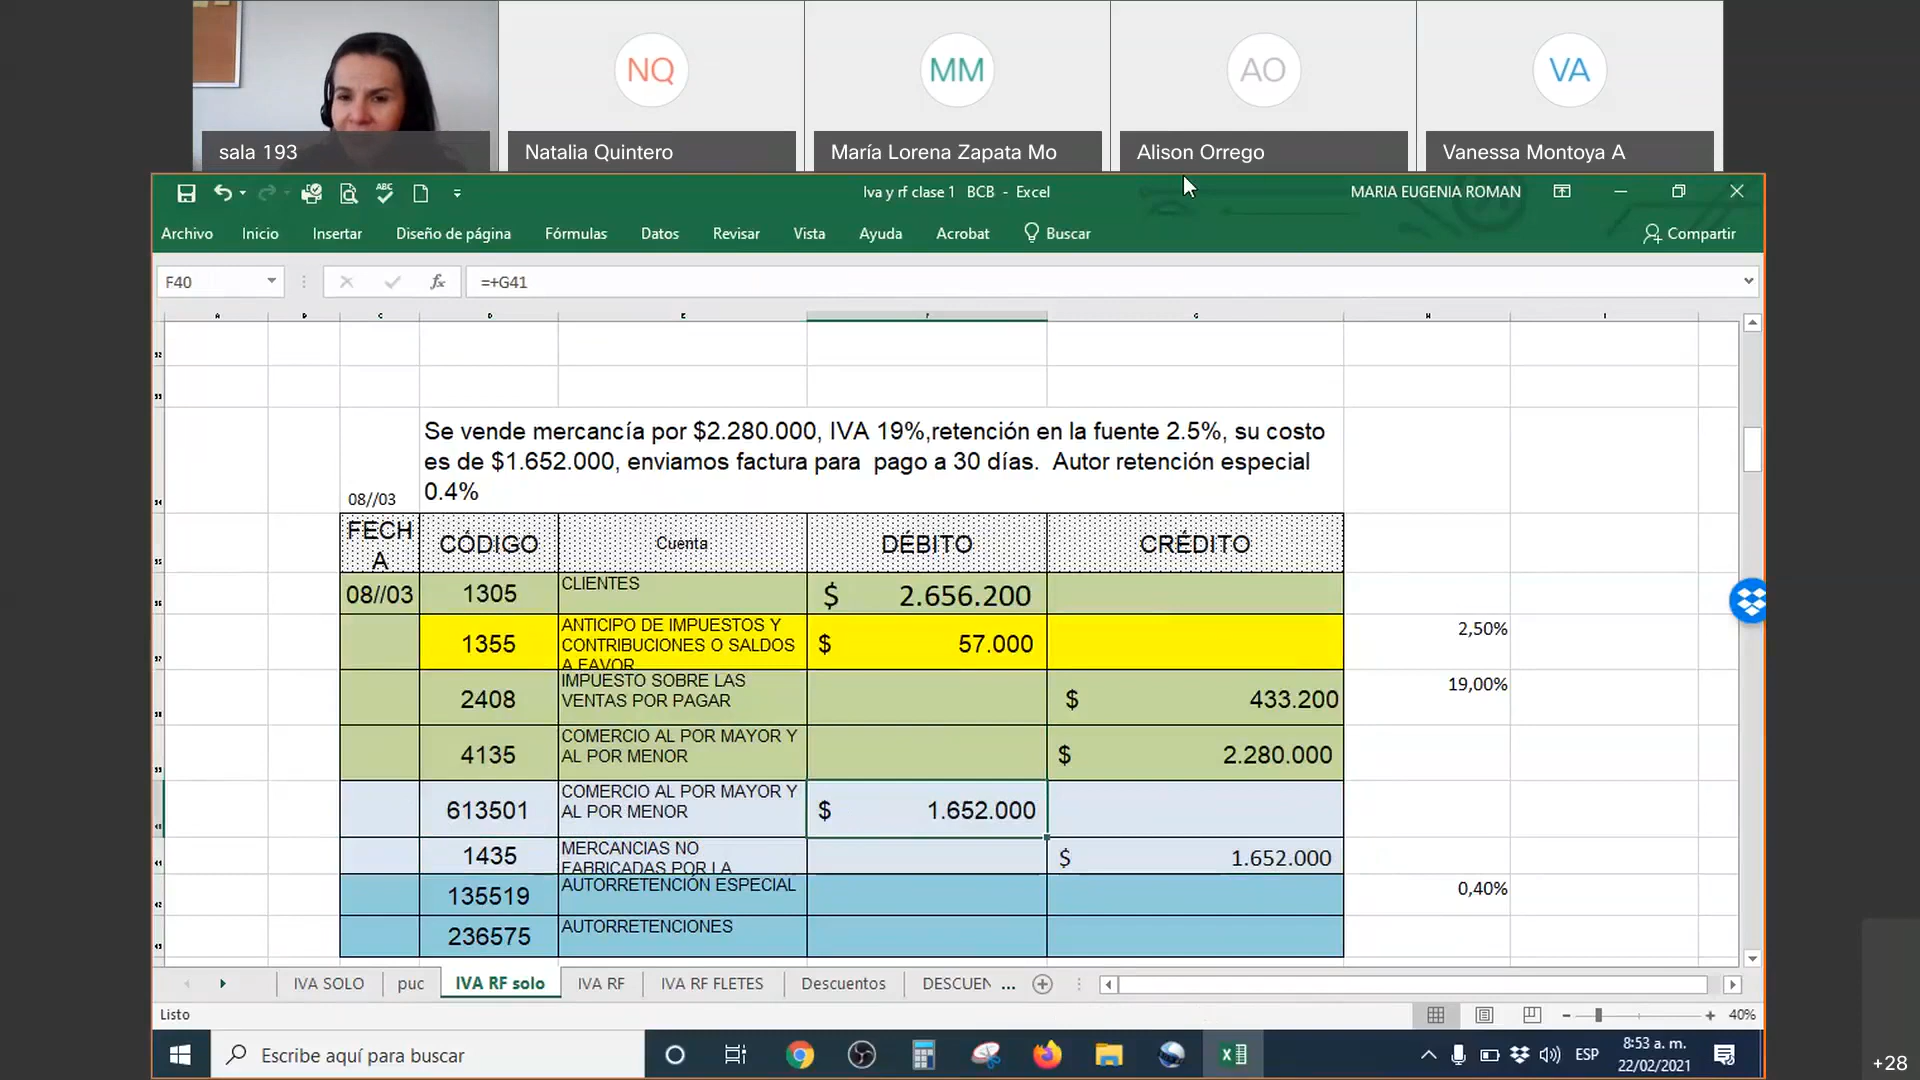 NQ
MM
AO
VA
sala 193
Natalia Quintero
María Lorena Zapata Mo
Alison Orrego
Vanessa Montoya A
ABC
Iva y rf clase 1 BCB - Excel
MARIA EUGENIA ROMAN
Archivo
Inicio
Insertar
Diseño de página
Fórmulas
Datos
Revisar
Vista
Ayuda
Acrobat
Buscar
Compartir
F40
fx
=+G41
Se vende mercancía por $2.280.000, IVA 19%,retención en la fuente 2.5%, su costo
es de $1.652.000, enviamos factura para pago a 30 días. Autor retención especial
08//03
0.4%
FECH
A
CÓDIGO
Cuenta
DÉBITO
CRÉDITO
08//03
1305
CLIENTES
$ 2.656.200
1355
ANTICIPO DE IMPUESTOS Y
CONTRIBUCIONES O SALDOS
A FAVOR
$ 57.000
2,50%
2408
IMPUESTO SOBRE LAS
VENTAS POR PAGAR
$ 433.200
19,00%
4135
COMERCIO AL POR MAYOR Y
AL POR MENOR
$ 2.280.000
613501
COMERCIO AL POR MAYOR Y
AL POR MENOR
$ 1.652.000
1435
MERCANCIAS NO
FABRICADAS POR LA
$ 1.652.000
135519
AUTORRETENCIÓN ESPECIAL
0,40%
236575
AUTORRETENCIONES
IVA SOLO
puc
IVA RF solo
IVA RF
IVA RF FLETES
Descuentos
DESCUEN ...
Listo
40%
Escribe aquí para buscar
ESP
8:53 a. m.
22/02/2021
+28